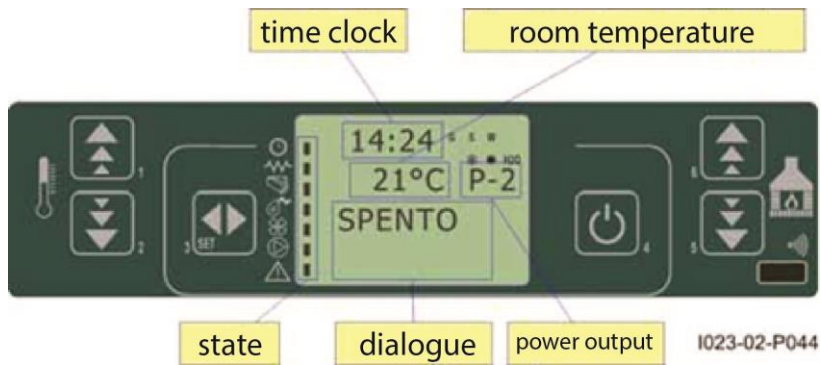 time clock
room temperature
14:24
21°C
P-2
SPENTO
1
2
3
SET
4
6
5
state
dialogue
power output
I023-02-P044